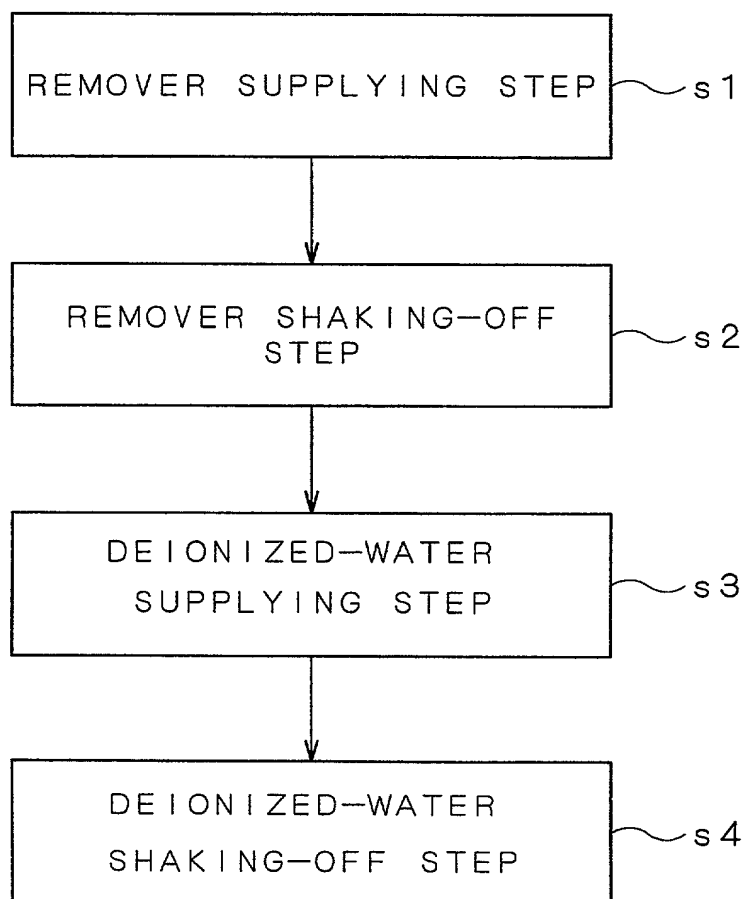 REMOVER SUPPLYING STEP s1
REMOVER SHAKING-OFF
STEP
s2
DEIONIZED-WATER
SUPPLYING STEP
s3
DEIONIZED-WATER
SHAKING-OFF STEP
s4